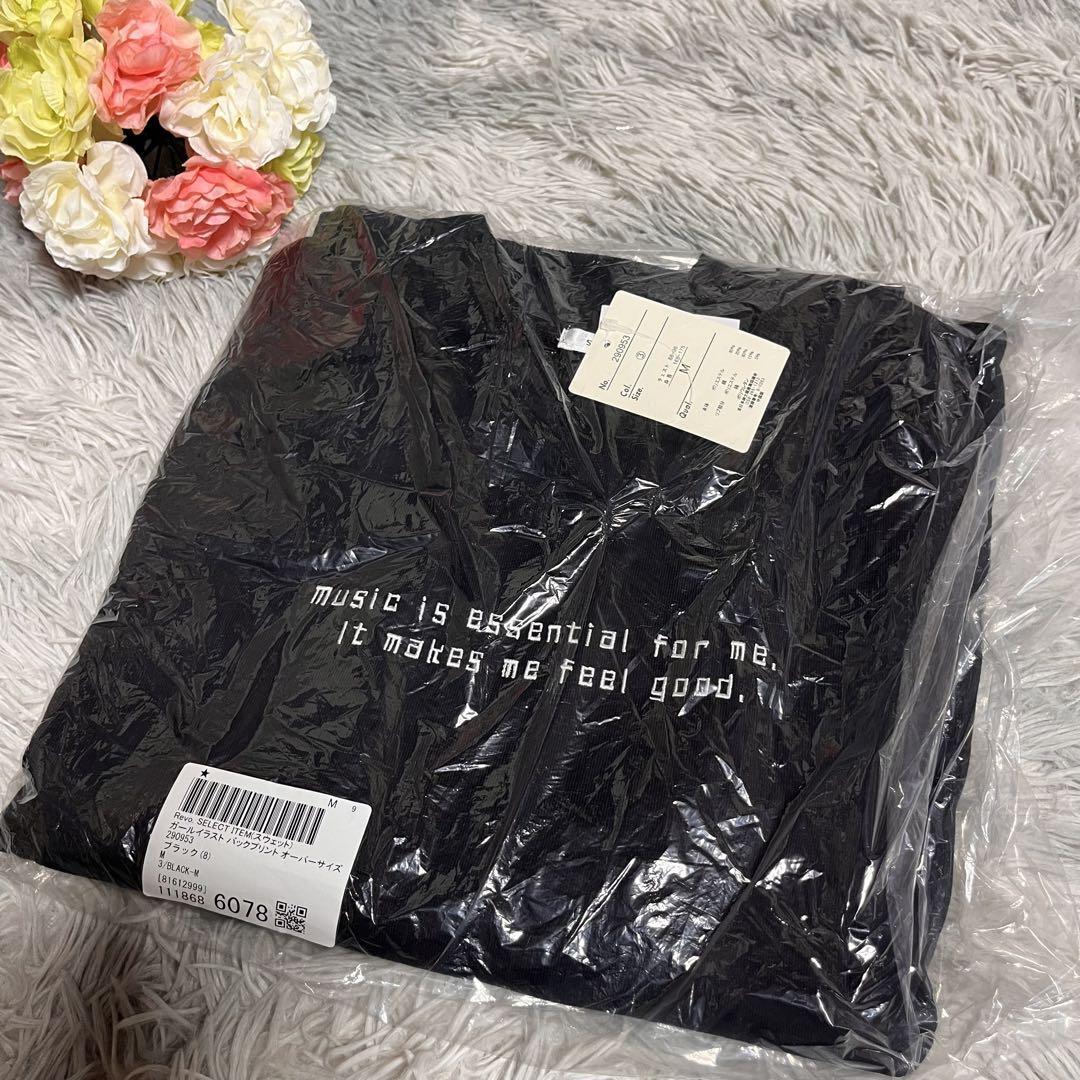 No. 290953
Col. ③
Size. M
Qual.
music is essential for me.
It makes me feel good.
M 9
Revo. SELECT ITEM(スウェット)
ガールイラスト バックプリント オーバーサイズ
290953
ブラック(8)
M
3/BLACK-M
[81612999]
111868 6078